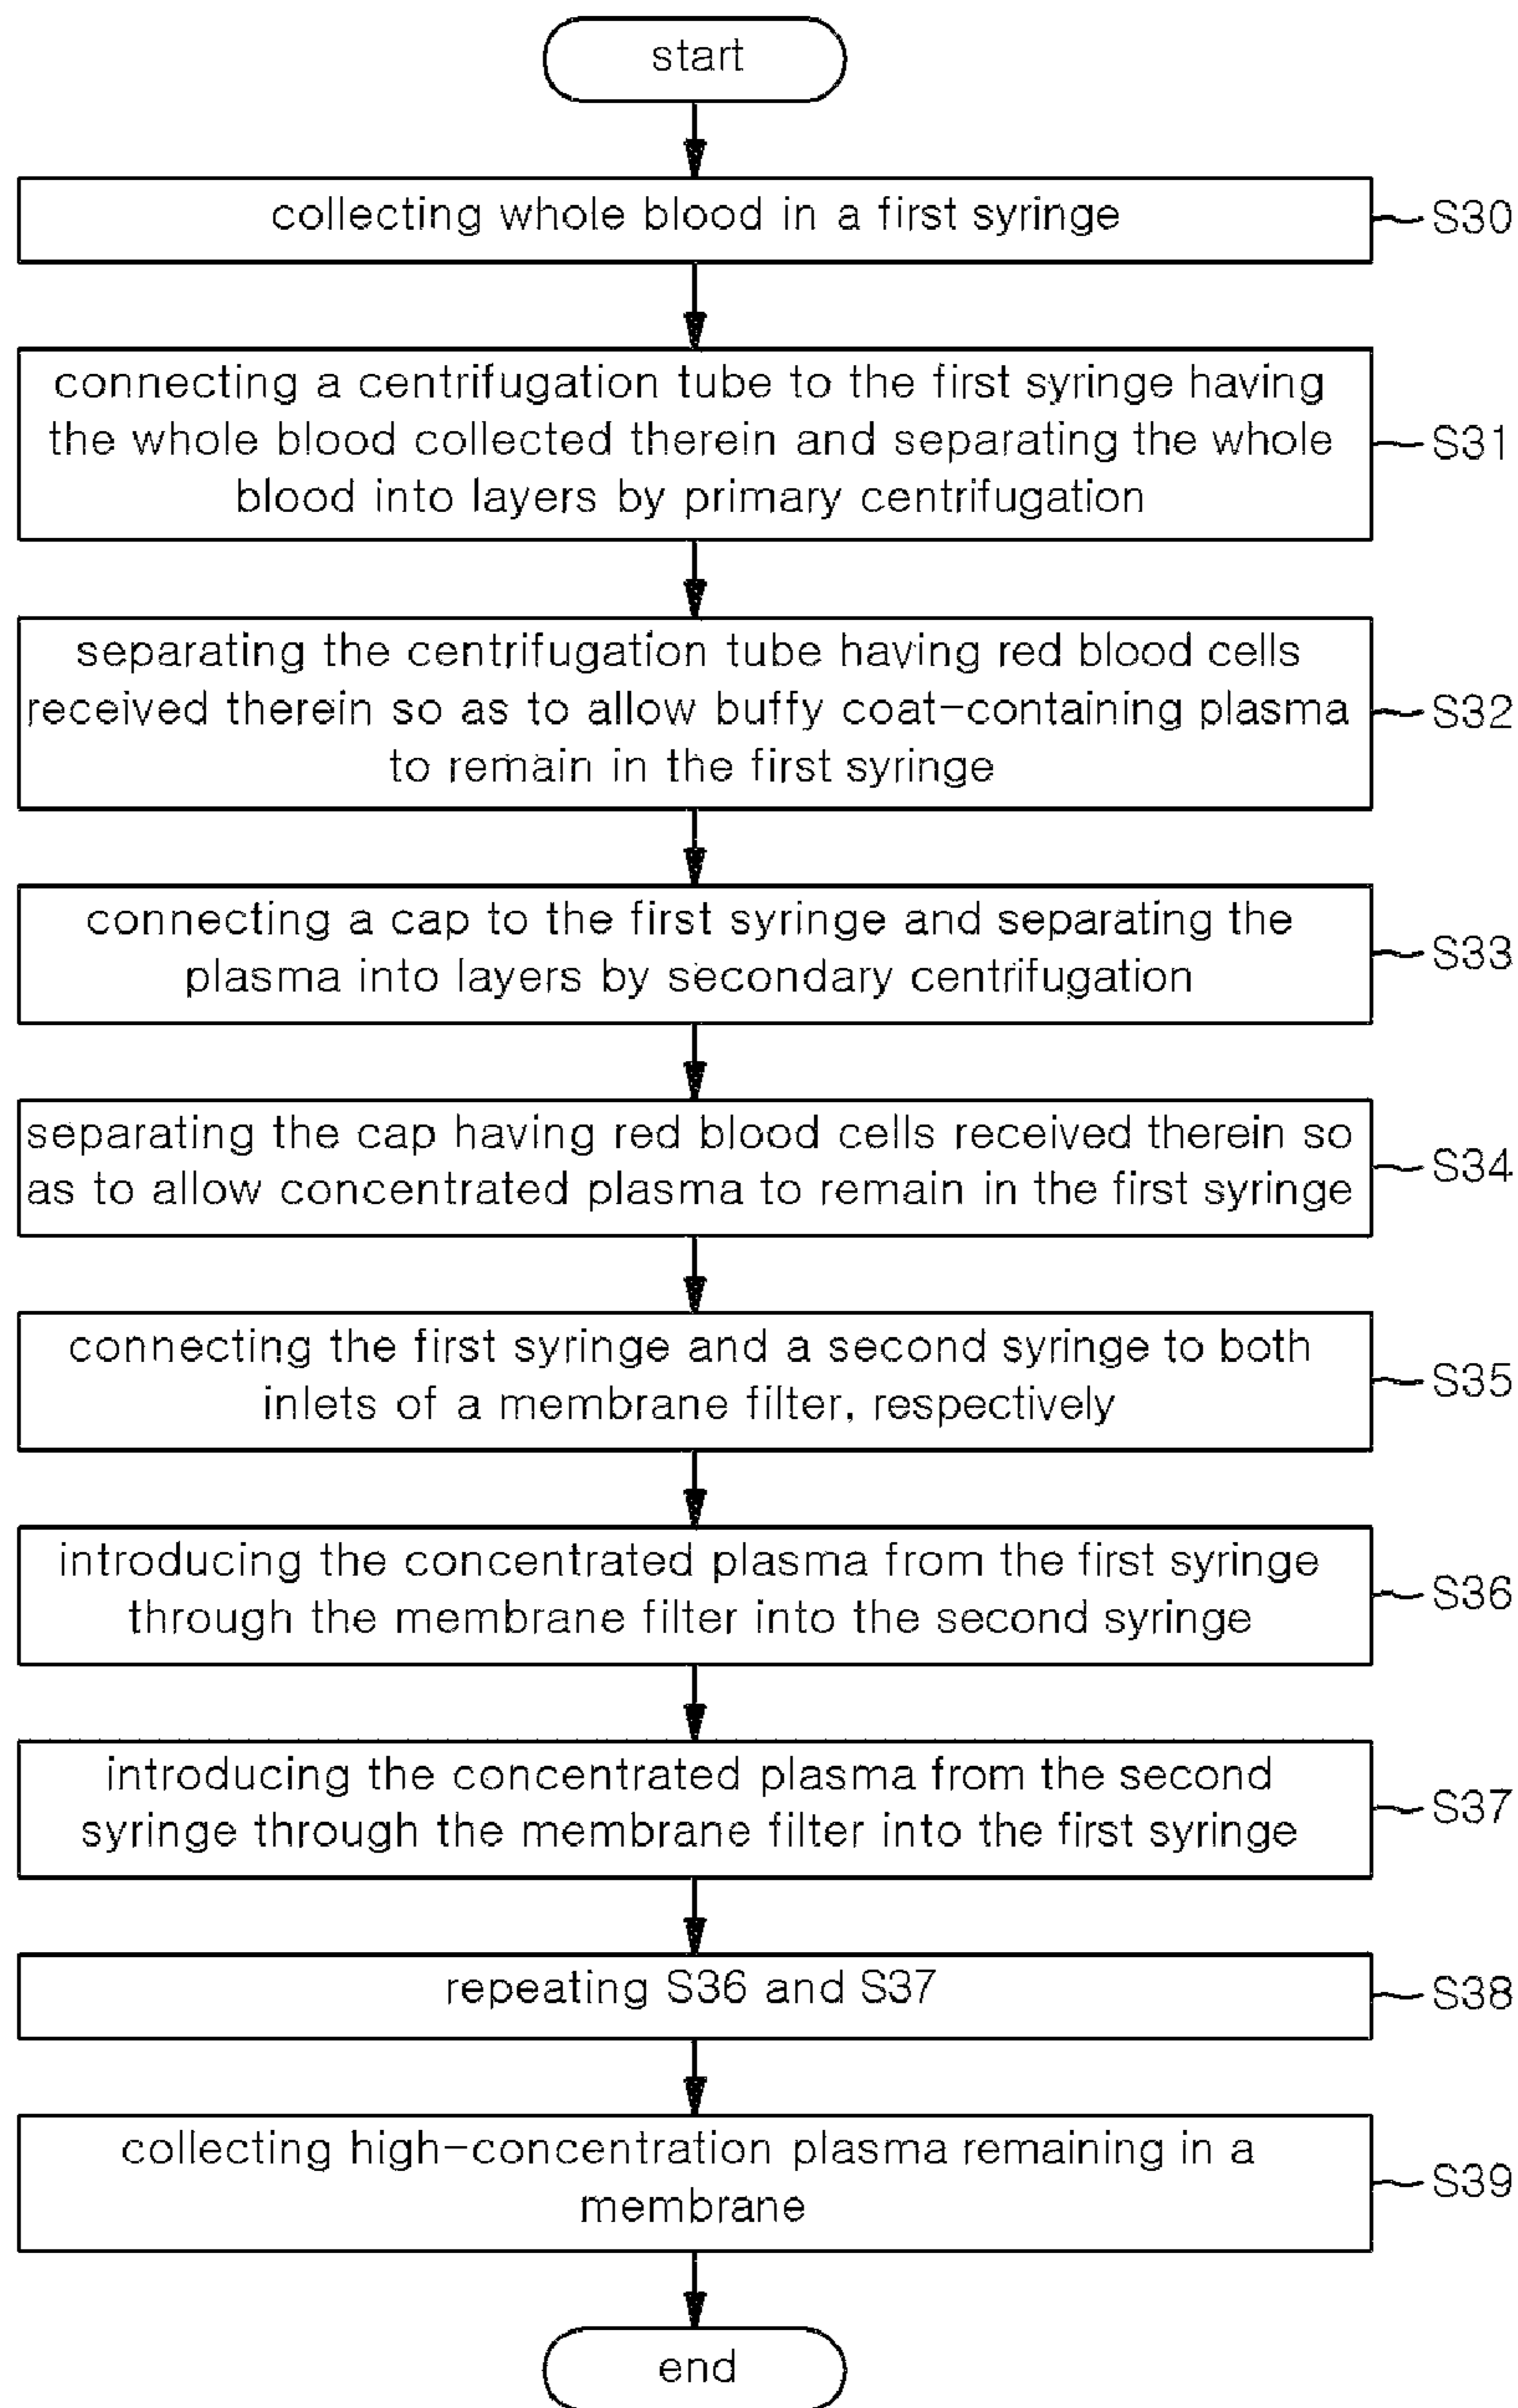 start
collecting whole blood in a first syringe
S30
connecting a centrifugation tube to the first syringe having
the whole blood collected therein and separating the whole
blood into layers by primary centrifugation
S31
separating the centrifugation tube having red blood cells
received therein so as to allow buffy coat-containing plasma
to remain in the first syringe
S32
connecting a cap to the first syringe and separating the
plasma into layers by secondary centrifugation
S33
separating the cap having red blood cells received therein so
as to allow concentrated plasma to remain in the first syringe
S34
connecting the first syringe and a second syringe to both
inlets of a membrane filter, respectively
S35
introducing the concentrated plasma from the first syringe
through the membrane filter into the second syringe
S36
introducing the concentrated plasma from the second
syringe through the membrane filter into the first syringe
S37
repeating S36 and S37
S38
collecting high-concentration plasma remaining in a
membrane
S39
end